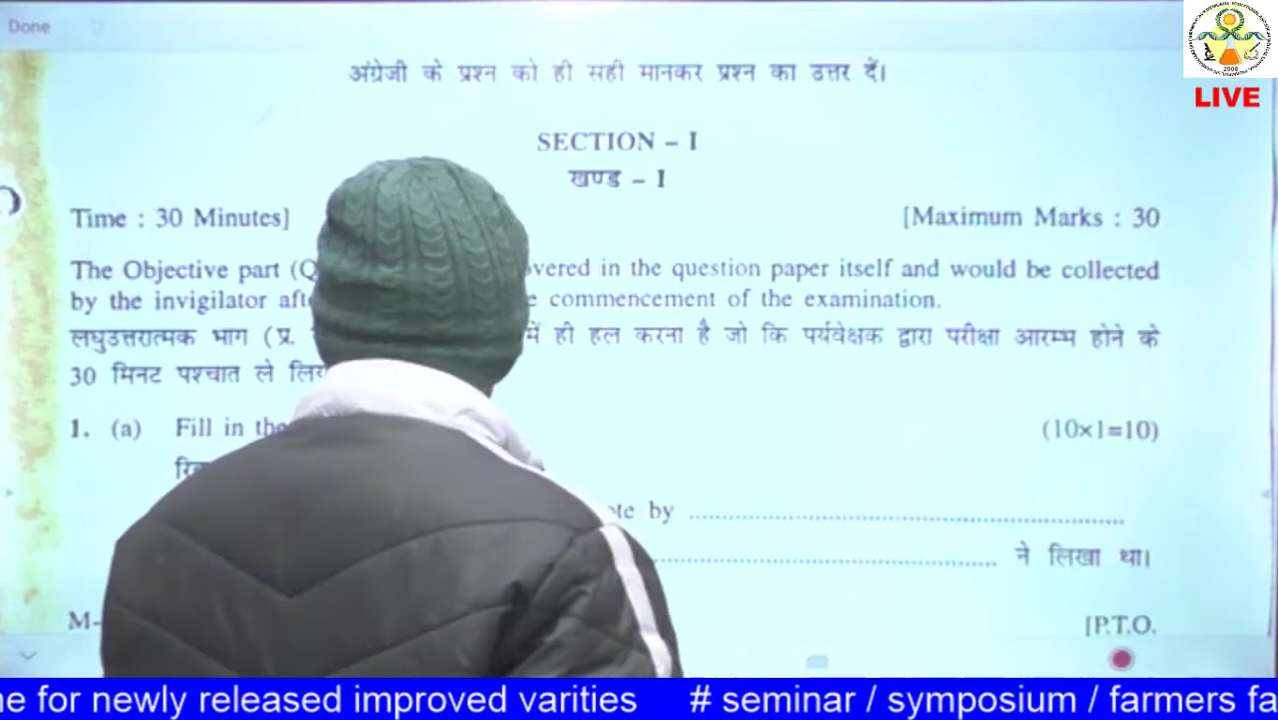 Done
LIVE
अंग्रेजी के प्रश्न को ही सही मानकर प्रश्न का उत्तर दें।
SECTION – I
खण्ड – I
Time : 30 Minutes] [Maximum Marks : 30
The Objective part (Q vered in the question paper itself and would be collected
by the invigilator aft e commencement of the examination.
लघुउत्तरात्मक भाग (प्र. में ही हल करना है जो कि पर्यवेक्षक द्वारा परीक्षा आरम्भ होने के
30 मिनट पश्चात ले लिय
1. (a) Fill in the (10×1=10)
te by ........................................................................
........................................................................ ने लिखा था।
M- [P.T.O.
ne for newly released improved varities # seminar / symposium / farmers fa